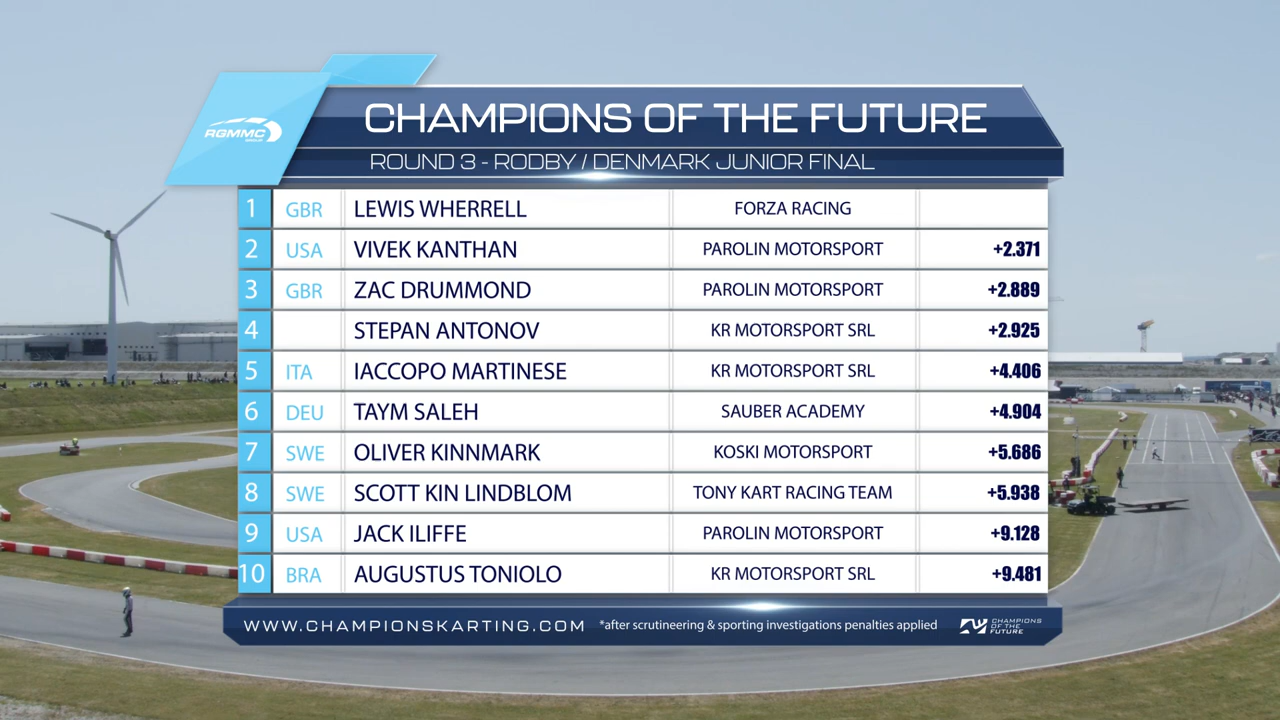 RGMMC
GROUP
CHAMPIONS OF THE FUTURE
ROUND 3 - RODBY / DENMARK JUNIOR FINAL
1 GBR LEWIS WHERRELL FORZA RACING
2 USA VIVEK KANTHAN PAROLIN MOTORSPORT +2.371
3 GBR ZAC DRUMMOND PAROLIN MOTORSPORT +2.889
4 STEPAN ANTONOV KR MOTORSPORT SRL +2.925
5 ITA IACCOPO MARTINESE KR MOTORSPORT SRL +4.406
6 DEU TAYM SALEH SAUBER ACADEMY +4.904
7 SWE OLIVER KINNMARK KOSKI MOTORSPORT +5.686
8 SWE SCOTT KIN LINDBLOM TONY KART RACING TEAM +5.938
9 USA JACK ILIFFE PAROLIN MOTORSPORT +9.128
10 BRA AUGUSTUS TONIOLO KR MOTORSPORT SRL +9.481
WWW.CHAMPIONSKARTING.COM *after scrutineering & sporting investigations penalties applied
CHAMPIONS
OF THE
FUTURE